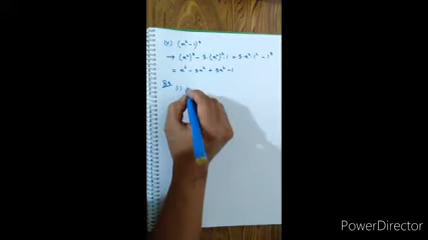 (x²-1)³
→ (x²)³ - 3·(x²)²·1 + 3·x²·1² - 1³
= x⁶ - 3x⁴ + 3x² - 1
(i)
PowerDirector